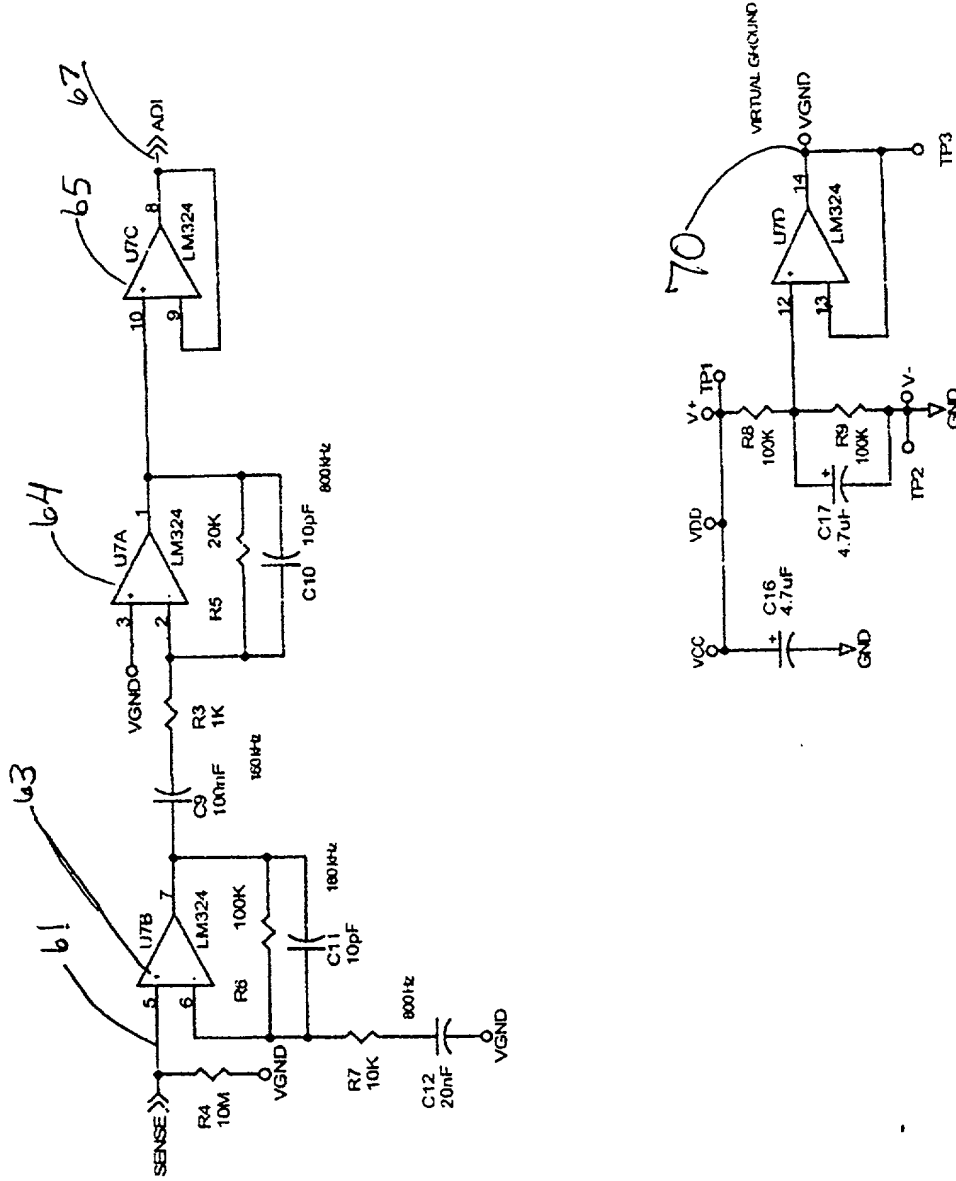 61
63
64
65
67
SENSE
R4
10M
VGND
5
6
U7B
LM324
7
R6
100K
C11
10pF
180kHz
R7
10K
800Hz
C12
20nF
VGND
C9
100nF
160kHz
R3
1K
VGND
3
2
U7A
LM324
1
R5
20K
C10
10pF
800kHz
10
9
U7C
LM324
8
ADI
VCC
C16
4.7uF
GND
VDD
V+
TP1
R8
100K
R9
100K
C17
4.7uF
TP2
V-
GND
12
13
U7D
LM324
14
70
VIRTUAL GROUND
VGND
TP3